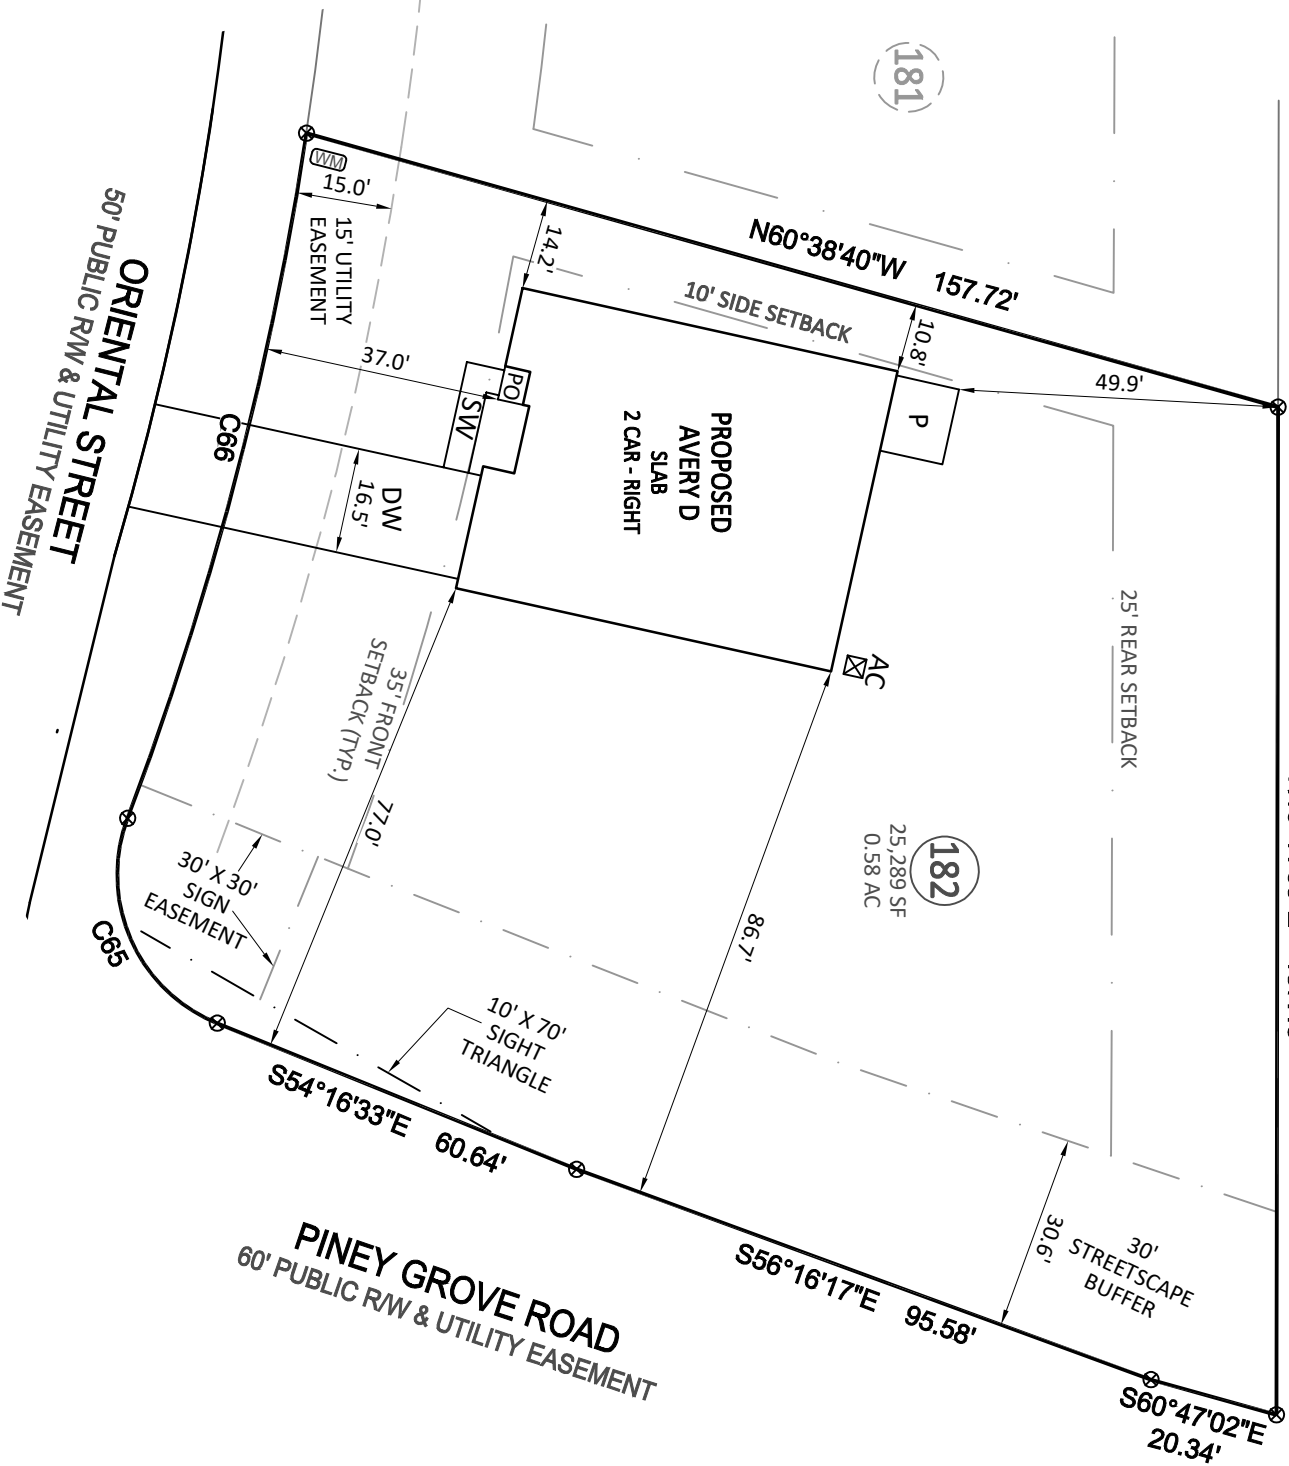 181
WM
15.0'
15' UTILITY
EASEMENT
14.2'
N60°38'40"W 157.72'
10' SIDE SETBACK
10.8'
49.9'
37.0'
PO
SW
P
PROPOSED
AVERY D
SLAB
2 CAR - RIGHT
C66
DW
16.5'
ORIENTAL STREET
50' PUBLIC R/W & UTILITY EASEMENT
AC
25' REAR SETBACK
35' FRONT
SETBACK (TYP.)
77.0'
86.7'
182
25,289 SF
0.58 AC
30' X 30'
SIGN
EASEMENT
C65
10' X 70'
SIGHT
TRIANGLE
S54°16'33"E 60.64'
PINEY GROVE ROAD
60' PUBLIC R/W & UTILITY EASEMENT
S56°16'17"E 95.58'
30.6'
30'
STREETSCAPE
BUFFER
S60°47'02"E
20.34'